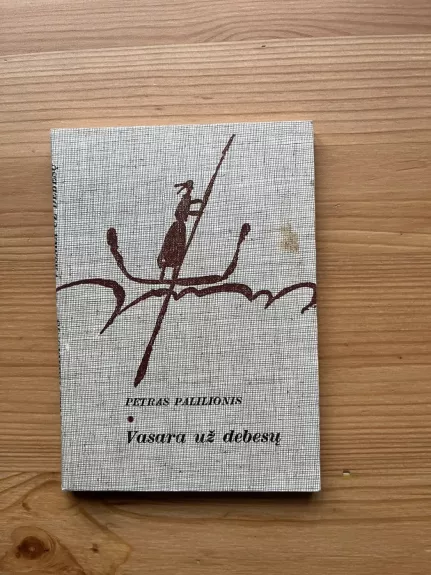 PETRAS PALILIONIS
Vasara už debesų